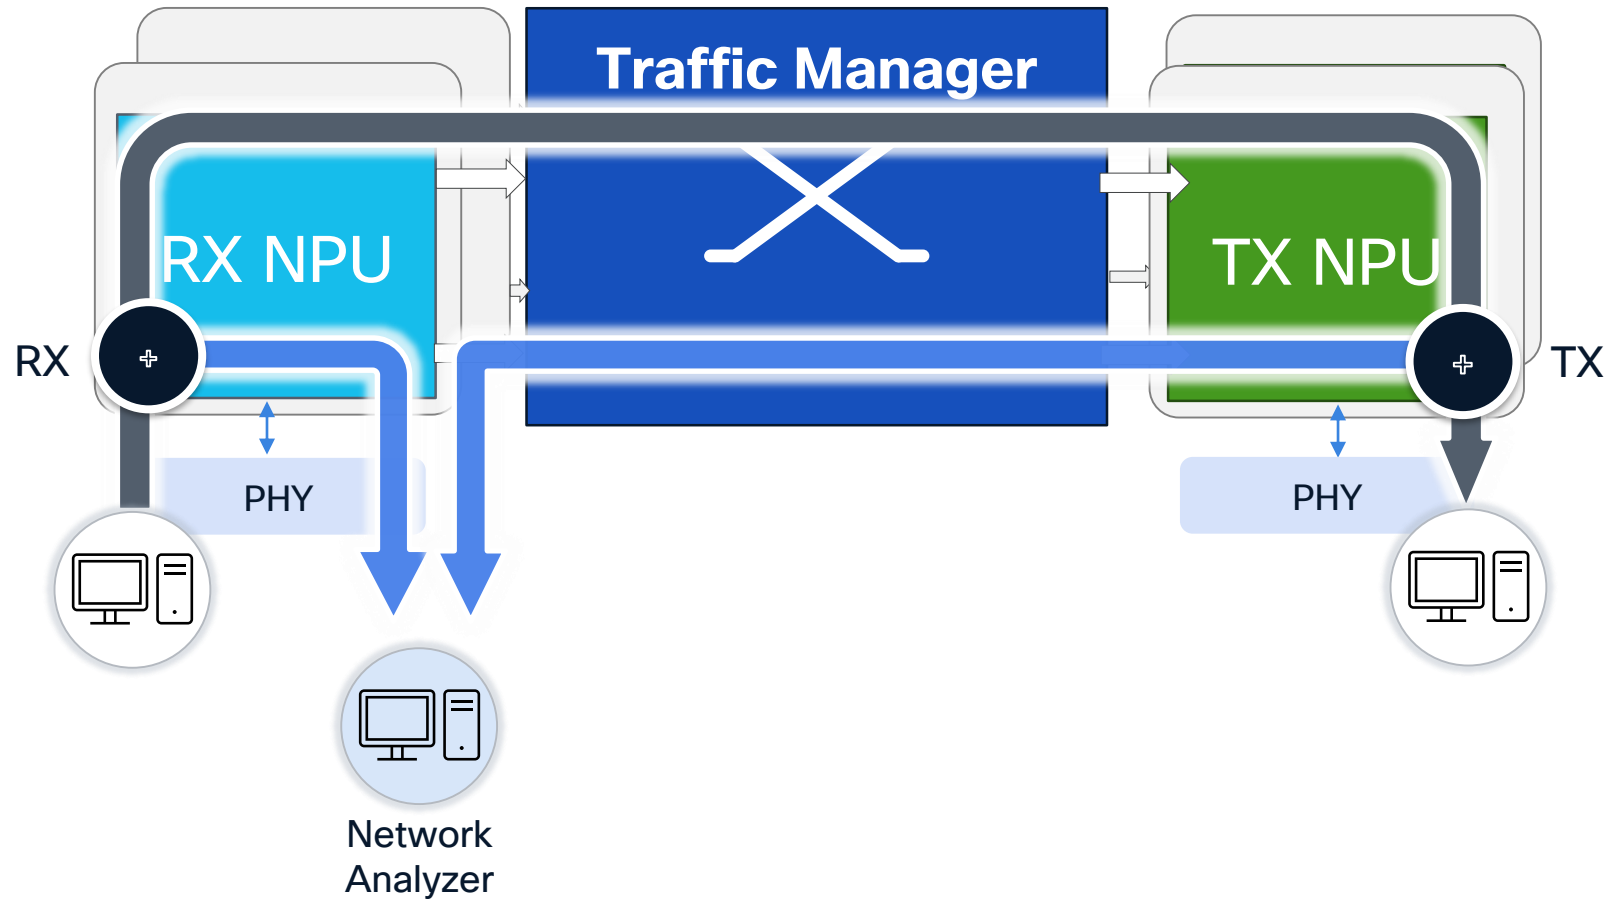 Traffic Manager
RX NPU
TX NPU
RX
TX
PHY
PHY
Network
Analyzer